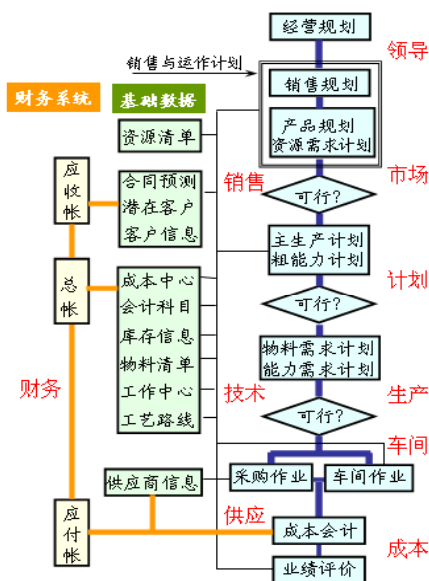 经营规划
领导
销售与运作计划
销售规划
财务系统
基础数据
产品规划
资源需求计划
资源清单
应收帐
合同预测
潜在客户
客户信息
销售
市场
可行?
主生产计划
粗能力计划
总帐
成本中心
会计科目
库存信息
物料清单
工作中心
工艺路线
计划
可行?
物料需求计划
能力需求计划
财务
技术
生产
可行?
车间
供应商信息
采购作业
车间作业
应付帐
供应
成本会计
成本
业绩评价